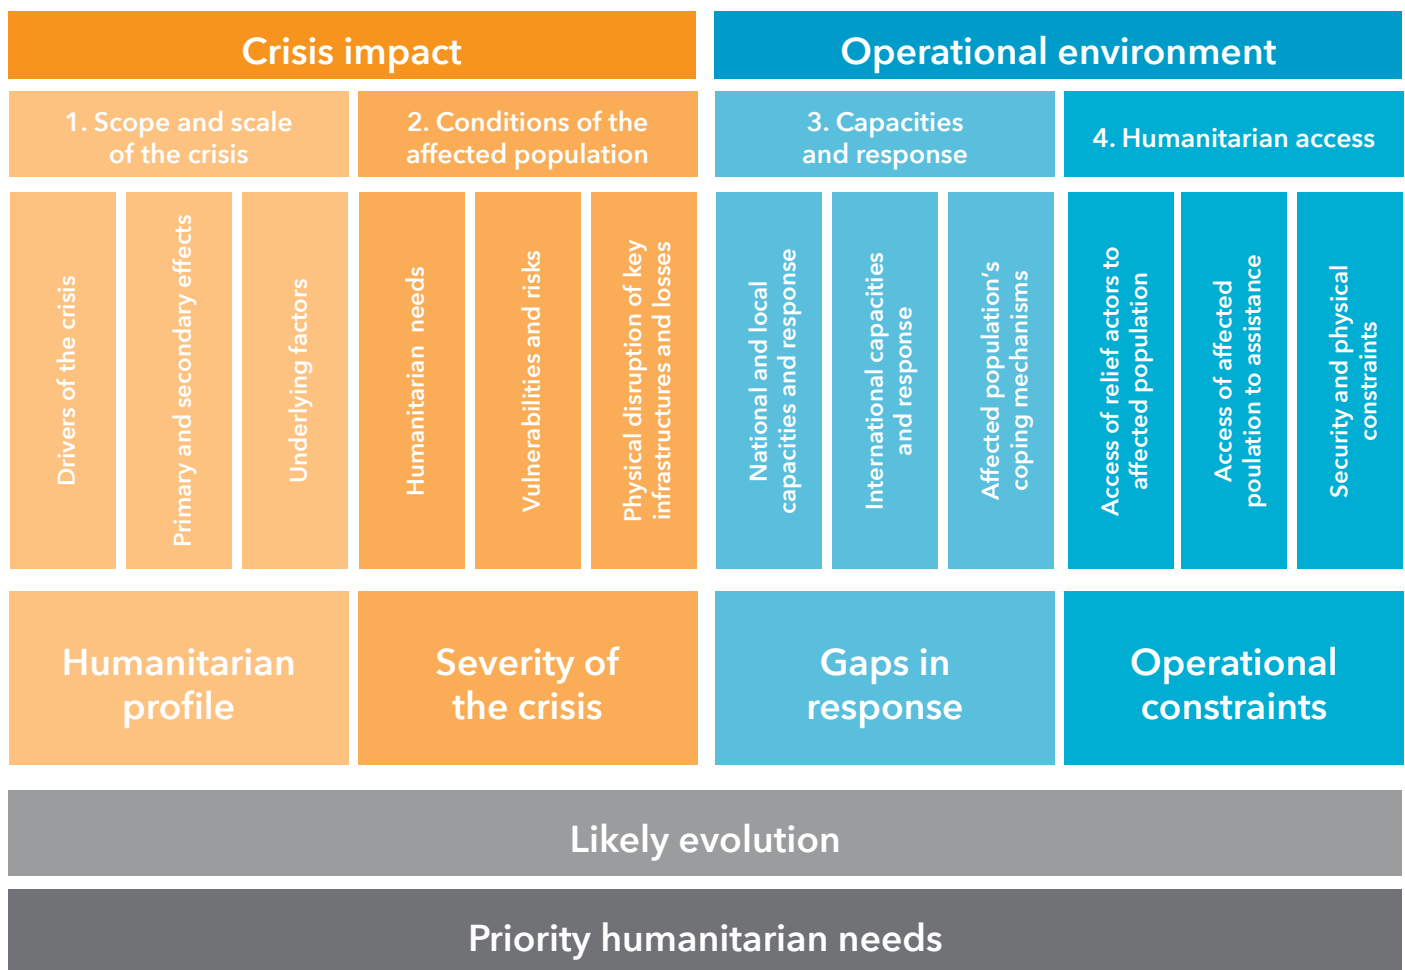 Crisis impact
Operational environment
1. Scope and scale
of the crisis
2. Conditions of the
affected population
3. Capacities
and response
4. Humanitarian access
Drivers of the crisis
Primary and secondary effects
Underlying factors
Humanitarian needs
Vulnerabilities and risks
Physical disruption of key
infrastructures and losses
National and local
capacities and response
International capacities
and response
Affected population's
coping mechanisms
Access of relief actors to
affected population
Access of affected
poulation to assistance
Security and physical
constraints
Humanitarian
profile
Severity of
the crisis
Gaps in
response
Operational
constraints
Likely evolution
Priority humanitarian needs